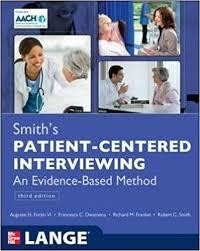 AACH
Smith's
PATIENT-CENTERED
INTERVIEWING
An Evidence-Based Method
third edition
Auguste H. Fortin VI • Francesca C. Dwamena • Richard M. Frankel • Robert C. Smith
Mc
Graw
Hill
LANGE®